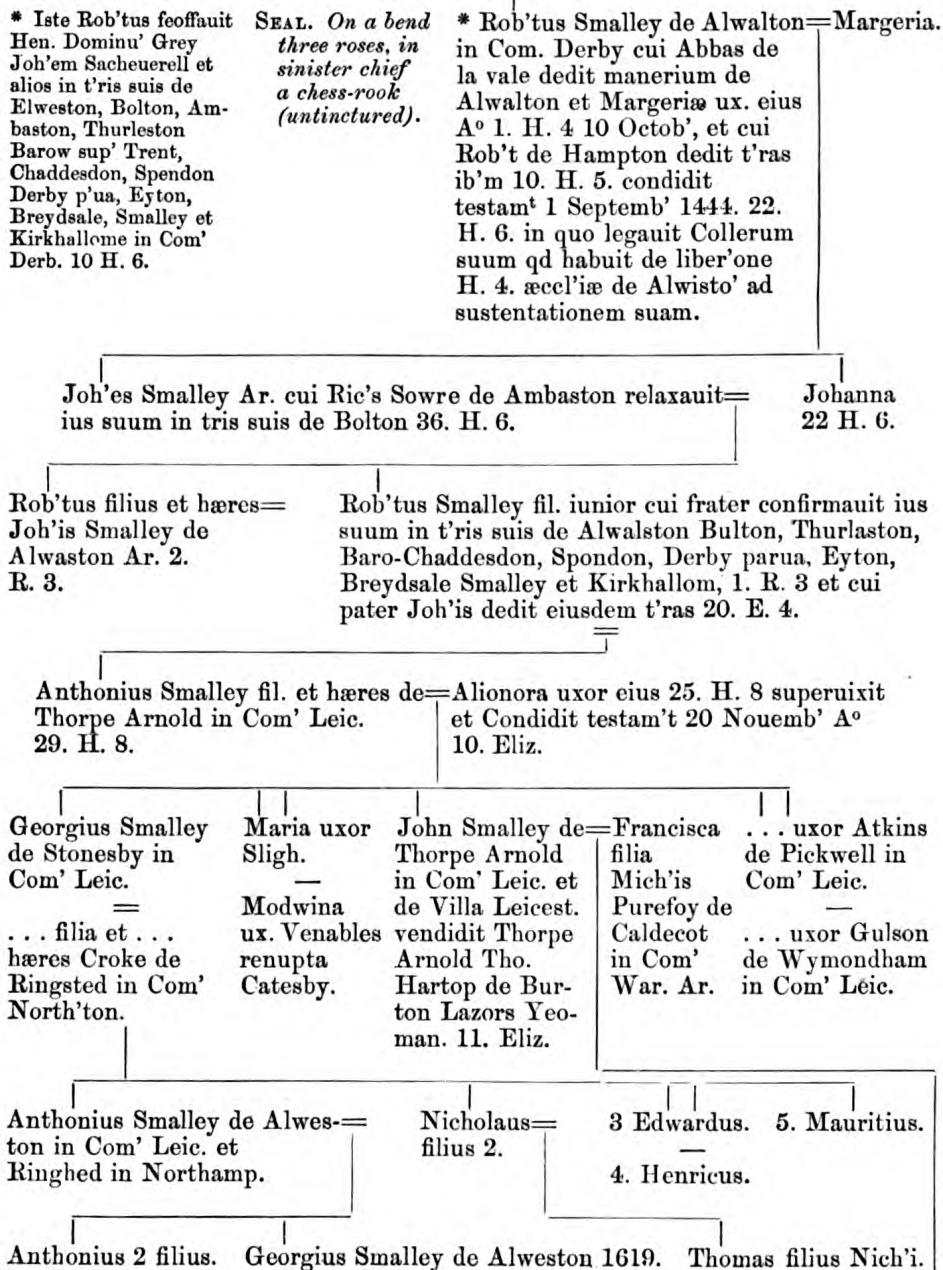 * Iste Rob'tus feoffauit
Hen. Dominu' Grey
Joh'em Sacheuerell et
alios in t'ris suis de
Elweston, Bolton, Am-
baston, Thurleston
Barow sup' Trent,
Chaddesdon, Spendon
Derby p'ua, Eyton,
Breydsale, Smalley et
Kirkhallome in Com'
Derb. 10 H. 6.
SEAL. On a bend
three roses, in
sinister chief
a chess-rook
(untinctured).
* Rob'tus Smalley de Alwalton=Margeria.
in Com. Derby cui Abbas de
la vale dedit manerium de
Alwalton et Margeriæ ux. eius
Aº 1. H. 4 10 Octob', et cui
Rob't de Hampton dedit t'ras
ib'm 10. H. 5. condidit
testamᵗ 1 Septemb' 1444. 22.
H. 6. in quo legauit Collerum
suum qd habuit de liber'one
H. 4. æccl'iæ de Alwisto' ad
sustentationem suam.
Joh'es Smalley Ar. cui Ric's Sowre de Ambaston relaxauit=
ius suum in tris suis de Bolton 36. H. 6.
Johanna
22 H. 6.
Rob'tus filius et hæres=
Joh'is Smalley de
Alwaston Ar. 2.
R. 3.
Rob'tus Smalley fil. iunior cui frater confirmauit ius
suum in t'ris suis de Alwalston Bulton, Thurlaston,
Baro-Chaddesdon, Spondon, Derby parua, Eyton,
Breydsale Smalley et Kirkhallom, 1. R. 3 et cui
pater Joh'is dedit eiusdem t'ras 20. E. 4.
=
Anthonius Smalley fil. et hæres de=Alionora uxor eius 25. H. 8 superuixit
Thorpe Arnold in Com' Leic.
29. H. 8.
et Condidit testam't 20 Nouemb' Aº
10. Eliz.
Georgius Smalley
de Stonesby in
Com' Leic.
=
. . . filia et . . .
hæres Croke de
Ringsted in Com'
North'ton.
Maria uxor
Sligh.
—
Modwina
ux. Venables
renupta
Catesby.
John Smalley de=Francisca
Thorpe Arnold
in Com' Leic. et
de Villa Leicest.
vendidit Thorpe
Arnold Tho.
Hartop de Bur-
ton Lazors Yeo-
man. 11. Eliz.
filia
Mich'is
Purefoy de
Caldecot
in Com'
War. Ar.
. . . uxor Atkins
de Pickwell in
Com' Leic.
—
. . . uxor Gulson
de Wymondham
in Com' Leic.
Anthonius Smalley de Alwes-=
ton in Com' Leic. et
Ringhed in Northamp.
Nicholaus=
filius 2.
3 Edwardus.
—
4. Henricus.
5. Mauritius.
Anthonius 2 filius.
Georgius Smalley de Alweston 1619.
Thomas filius Nich'i.